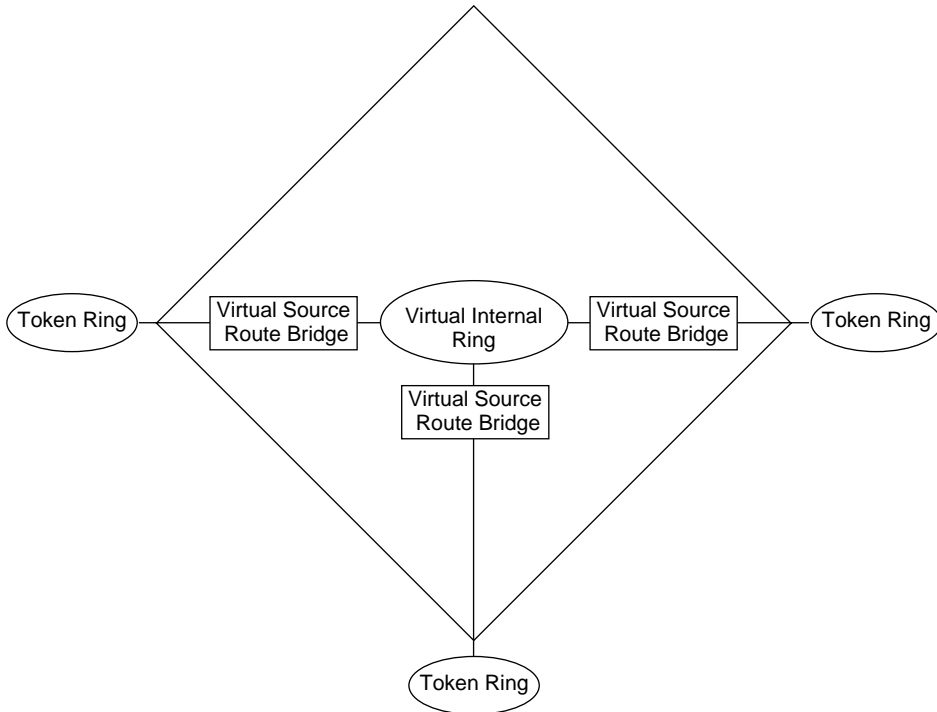 Token Ring
Virtual Source
Route Bridge
Virtual Internal
Ring
Virtual Source
Route Bridge
Token Ring
Virtual Source
Route Bridge
Token Ring